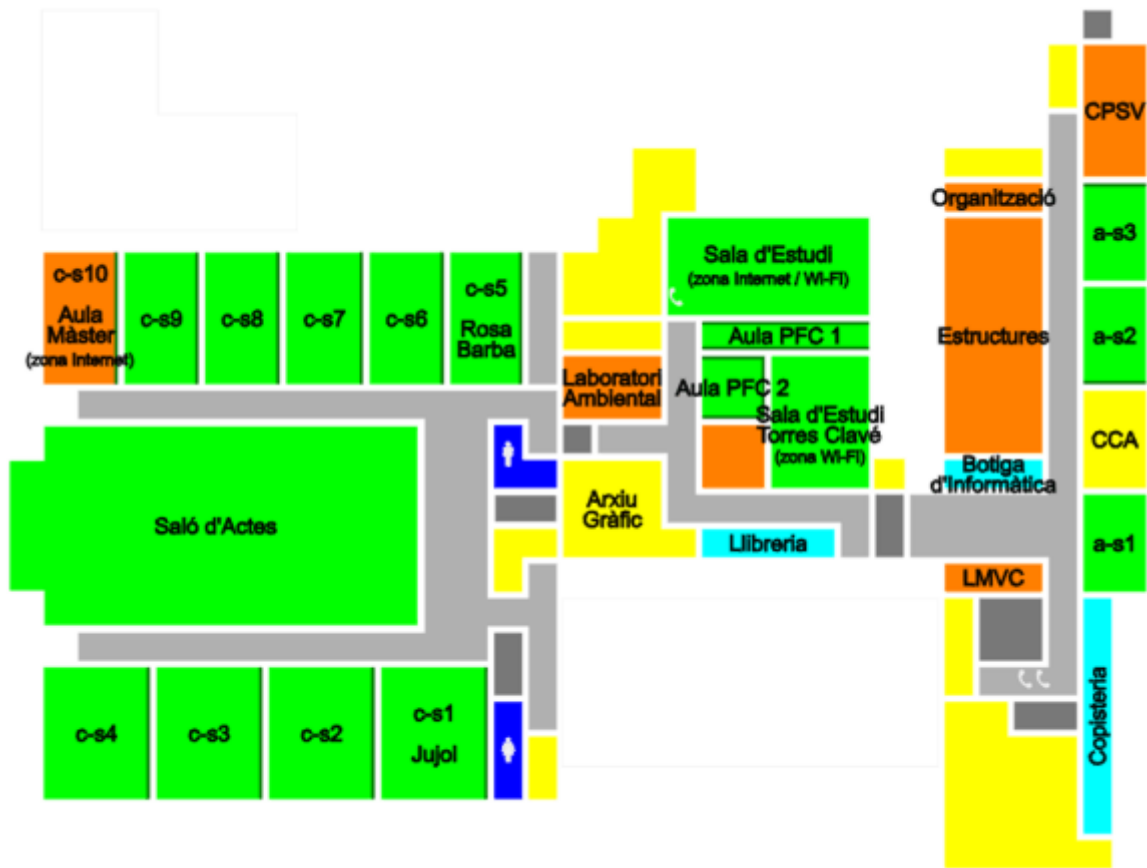 CPSV
Organització
a-s3
Sala d'Estudi
(zona Internet / Wi-Fi)
c-s10
Aula
Màster
(zona Internet)
c-s9
c-s8
c-s7
c-s6
c-s5
Rosa
Barba
Aula PFC 1
Estructures
a-s2
Laboratori
Ambiental
Aula PFC 2
Sala d'Estudi
Torres Clavé
(zona Wi-Fi)
CCA
Botiga
d'Informàtica
Saló d'Actes
Arxiu
Gràfic
Llibreria
a-s1
LMVC
c-s4
c-s3
c-s2
c-s1
Jujol
Copisteria